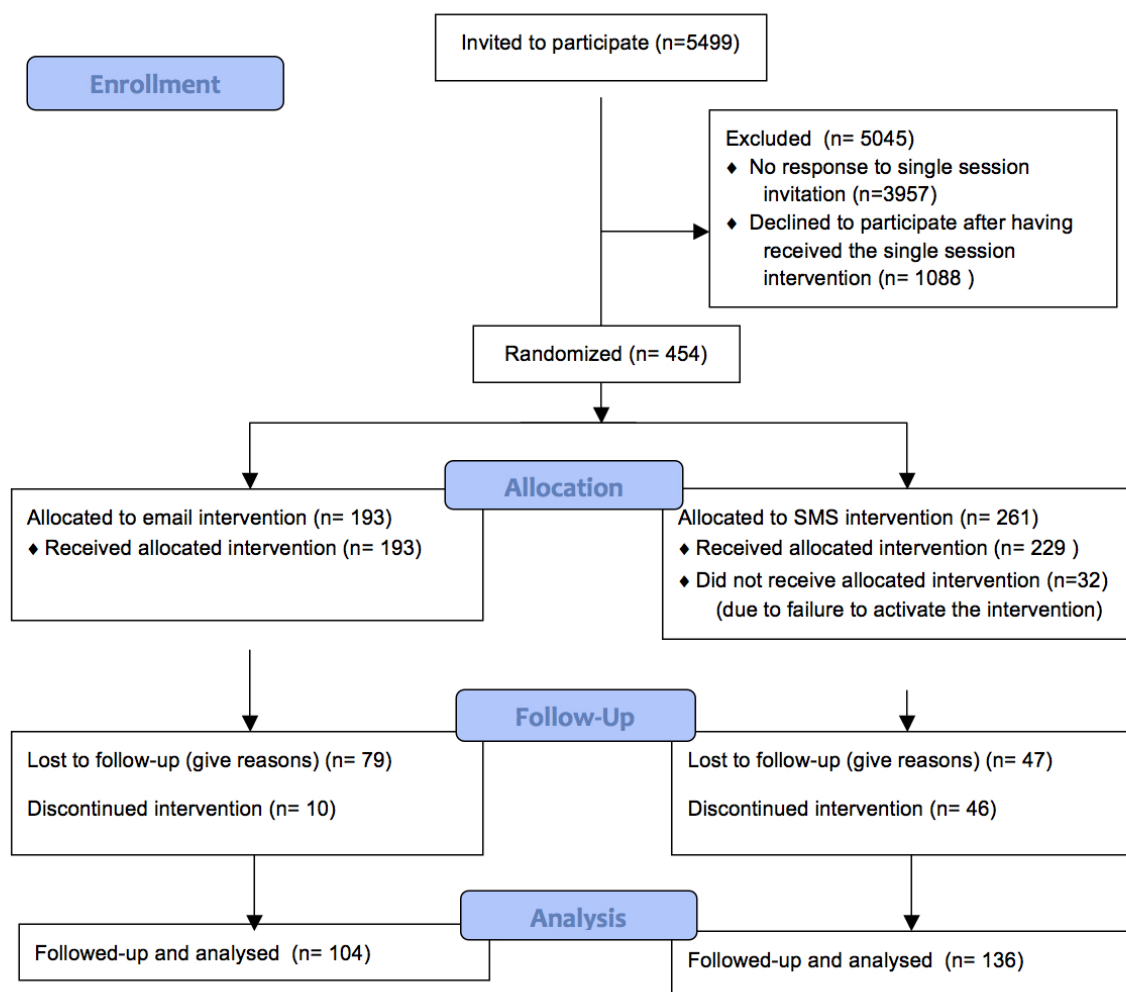 Invited to participate (n=5499)
Enrollment
Excluded (n= 5045)
♦ No response to single session
invitation (n=3957)
♦ Declined to participate after having
received the single session
intervention (n= 1088 )
Randomized (n= 454)
Allocation
Allocated to email intervention (n= 193)
♦ Received allocated intervention (n= 193)
Allocated to SMS intervention (n= 261)
♦ Received allocated intervention (n= 229 )
♦ Did not receive allocated intervention (n=32)
(due to failure to activate the intervention)
Follow-Up
Lost to follow-up (give reasons) (n= 79)
Discontinued intervention (n= 10)
Lost to follow-up (give reasons) (n= 47)
Discontinued intervention (n= 46)
Analysis
Followed-up and analysed (n= 104)
Followed-up and analysed (n= 136)